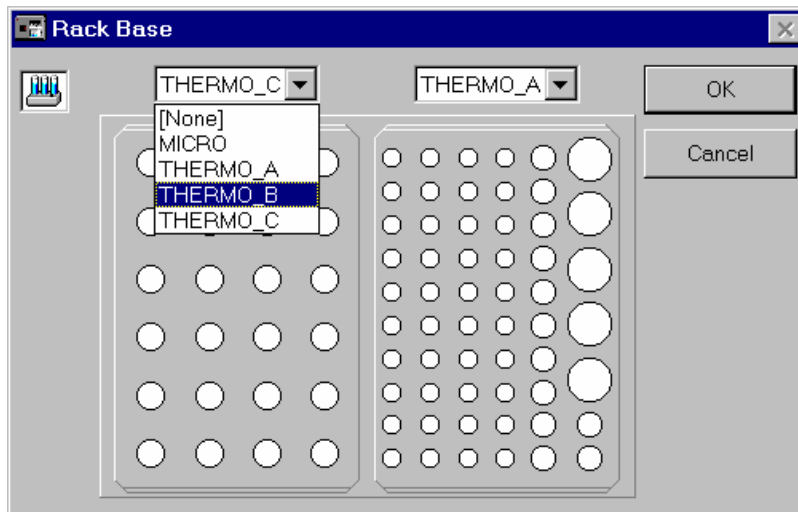 Rack Base
THERMO_C
THERMO_A
OK
[None]
MICRO
THERMO_A
THERMO_B
THERMO_C
Cancel